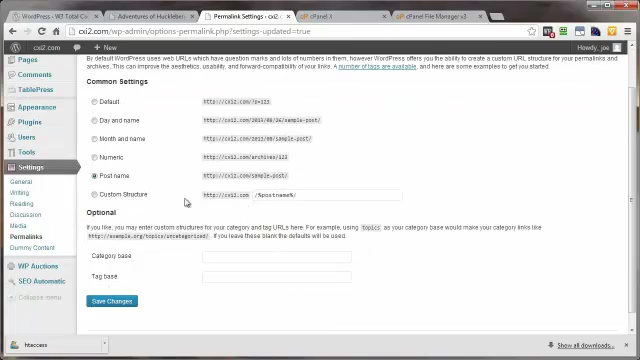 WordPress › W3 Total C
Adventures of Huckleberr
Permalink Settings ‹ cxi2
cPanel X
cPanel File Manager v3
cxi2.com/wp-admin/options-permalink.php?settings-updated=true
cxi2.com
0
New
Howdy, joe
By default WordPress uses web URLs which have question marks and lots of numbers in them, however WordPress offers you the ability to create a custom URL structure for your permalinks and
archives. This can improve the aesthetics, usability, and forward-compatibility of your links. A number of tags are available, and here are some examples to get you started.
Pages
Comments
TablePress
Appearance
Plugins
Users
Tools
Settings
General
Writing
Reading
Discussion
Media
Permalinks
Dummy Content
WP Auctions
SEO Automatic
Collapse menu
Common Settings
Default
http://cxi2.com/?p=123
Day and name
http://cxi2.com/2013/08/26/sample-post/
Month and name
http://cxi2.com/2013/08/sample-post/
Numeric
http://cxi2.com/archives/123
Post name
http://cxi2.com/sample-post/
Custom Structure
http://cxi2.com
/%postname%/
Optional
If you like, you may enter custom structures for your category and tag URLs here. For example, using topics as your category base would make your category links like
http://example.org/topics/uncategorized/. If you leave these blank the defaults will be used.
Category base
Tag base
Save Changes
htaccess
Show all downloads...